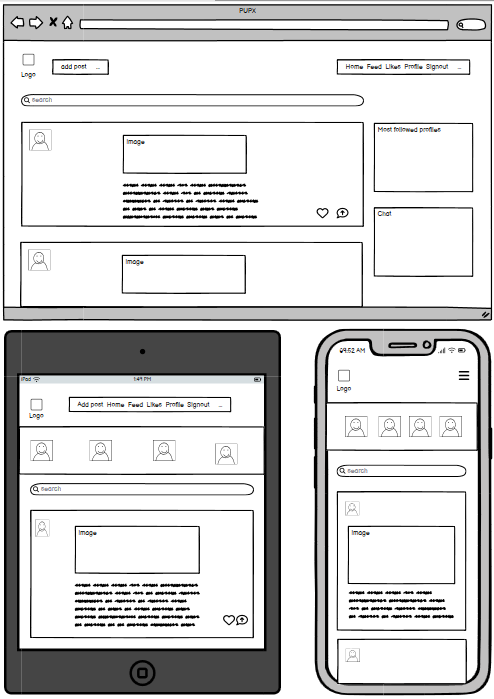 PUPX
add post ...
Home Feed Likes Profile Signout ...
Logo
Search
Image
Most followed profiles
Chat
Image
iPad 1:49 PM
Add post Home Feed Likes Profile Signout ...
Logo
Search
Image
09:52 AM
Logo
Search
Image